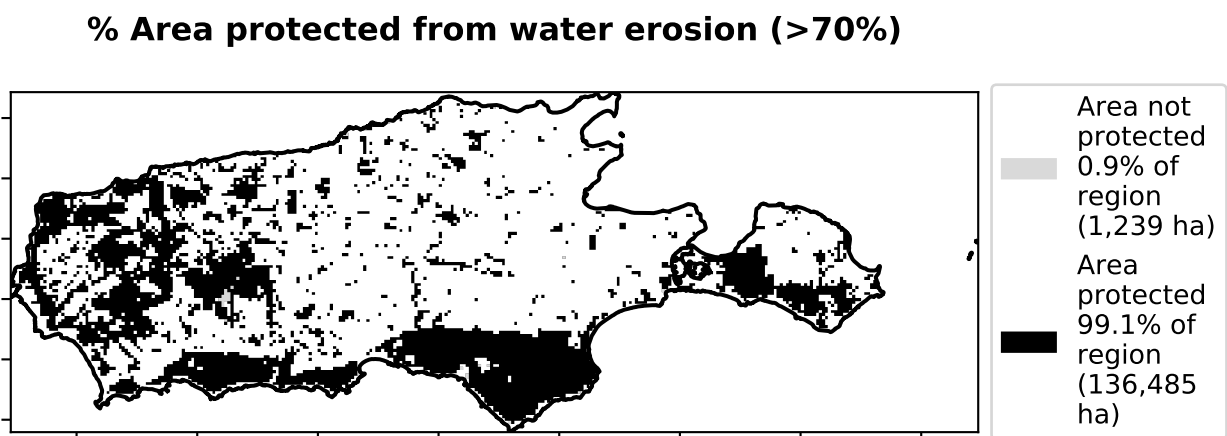 % Area protected from water erosion (>70%)
Area not
protected
0.9% of
region
(1,239 ha)
Area
protected
99.1% of
region
(136,485
ha)